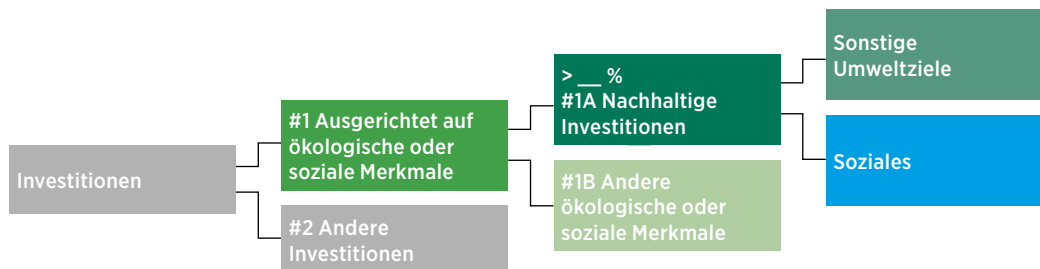 Investitionen
#1 Ausgerichtet auf
ökologische oder
soziale Merkmale
#2 Andere
Investitionen
> __ %
#1A Nachhaltige
Investitionen
#1B Andere
ökologische oder
soziale Merkmale
Sonstige
Umweltziele
Soziales